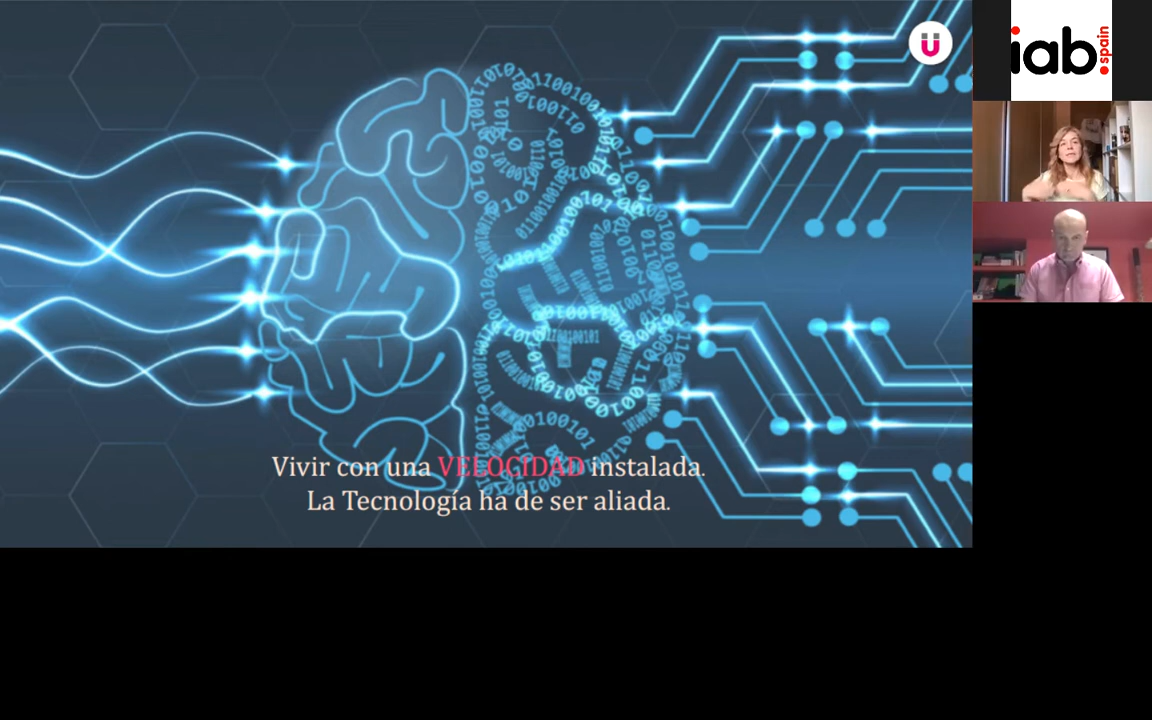 Ü
iab.spain
Vivir con una VELOCIDAD instalada.
La Tecnología ha de ser aliada.